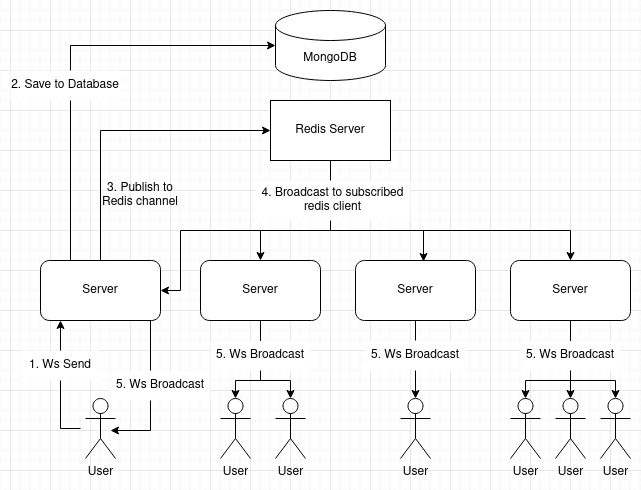 MongoDB
2. Save to Database
Redis Server
3. Publish to
Redis channel
4. Broadcast to subscribed
redis client
Server
Server
Server
Server
1. Ws Send
5. Ws Broadcast
5. Ws Broadcast
5. Ws Broadcast
5. Ws Broadcast
User
User
User
User
User
User
User